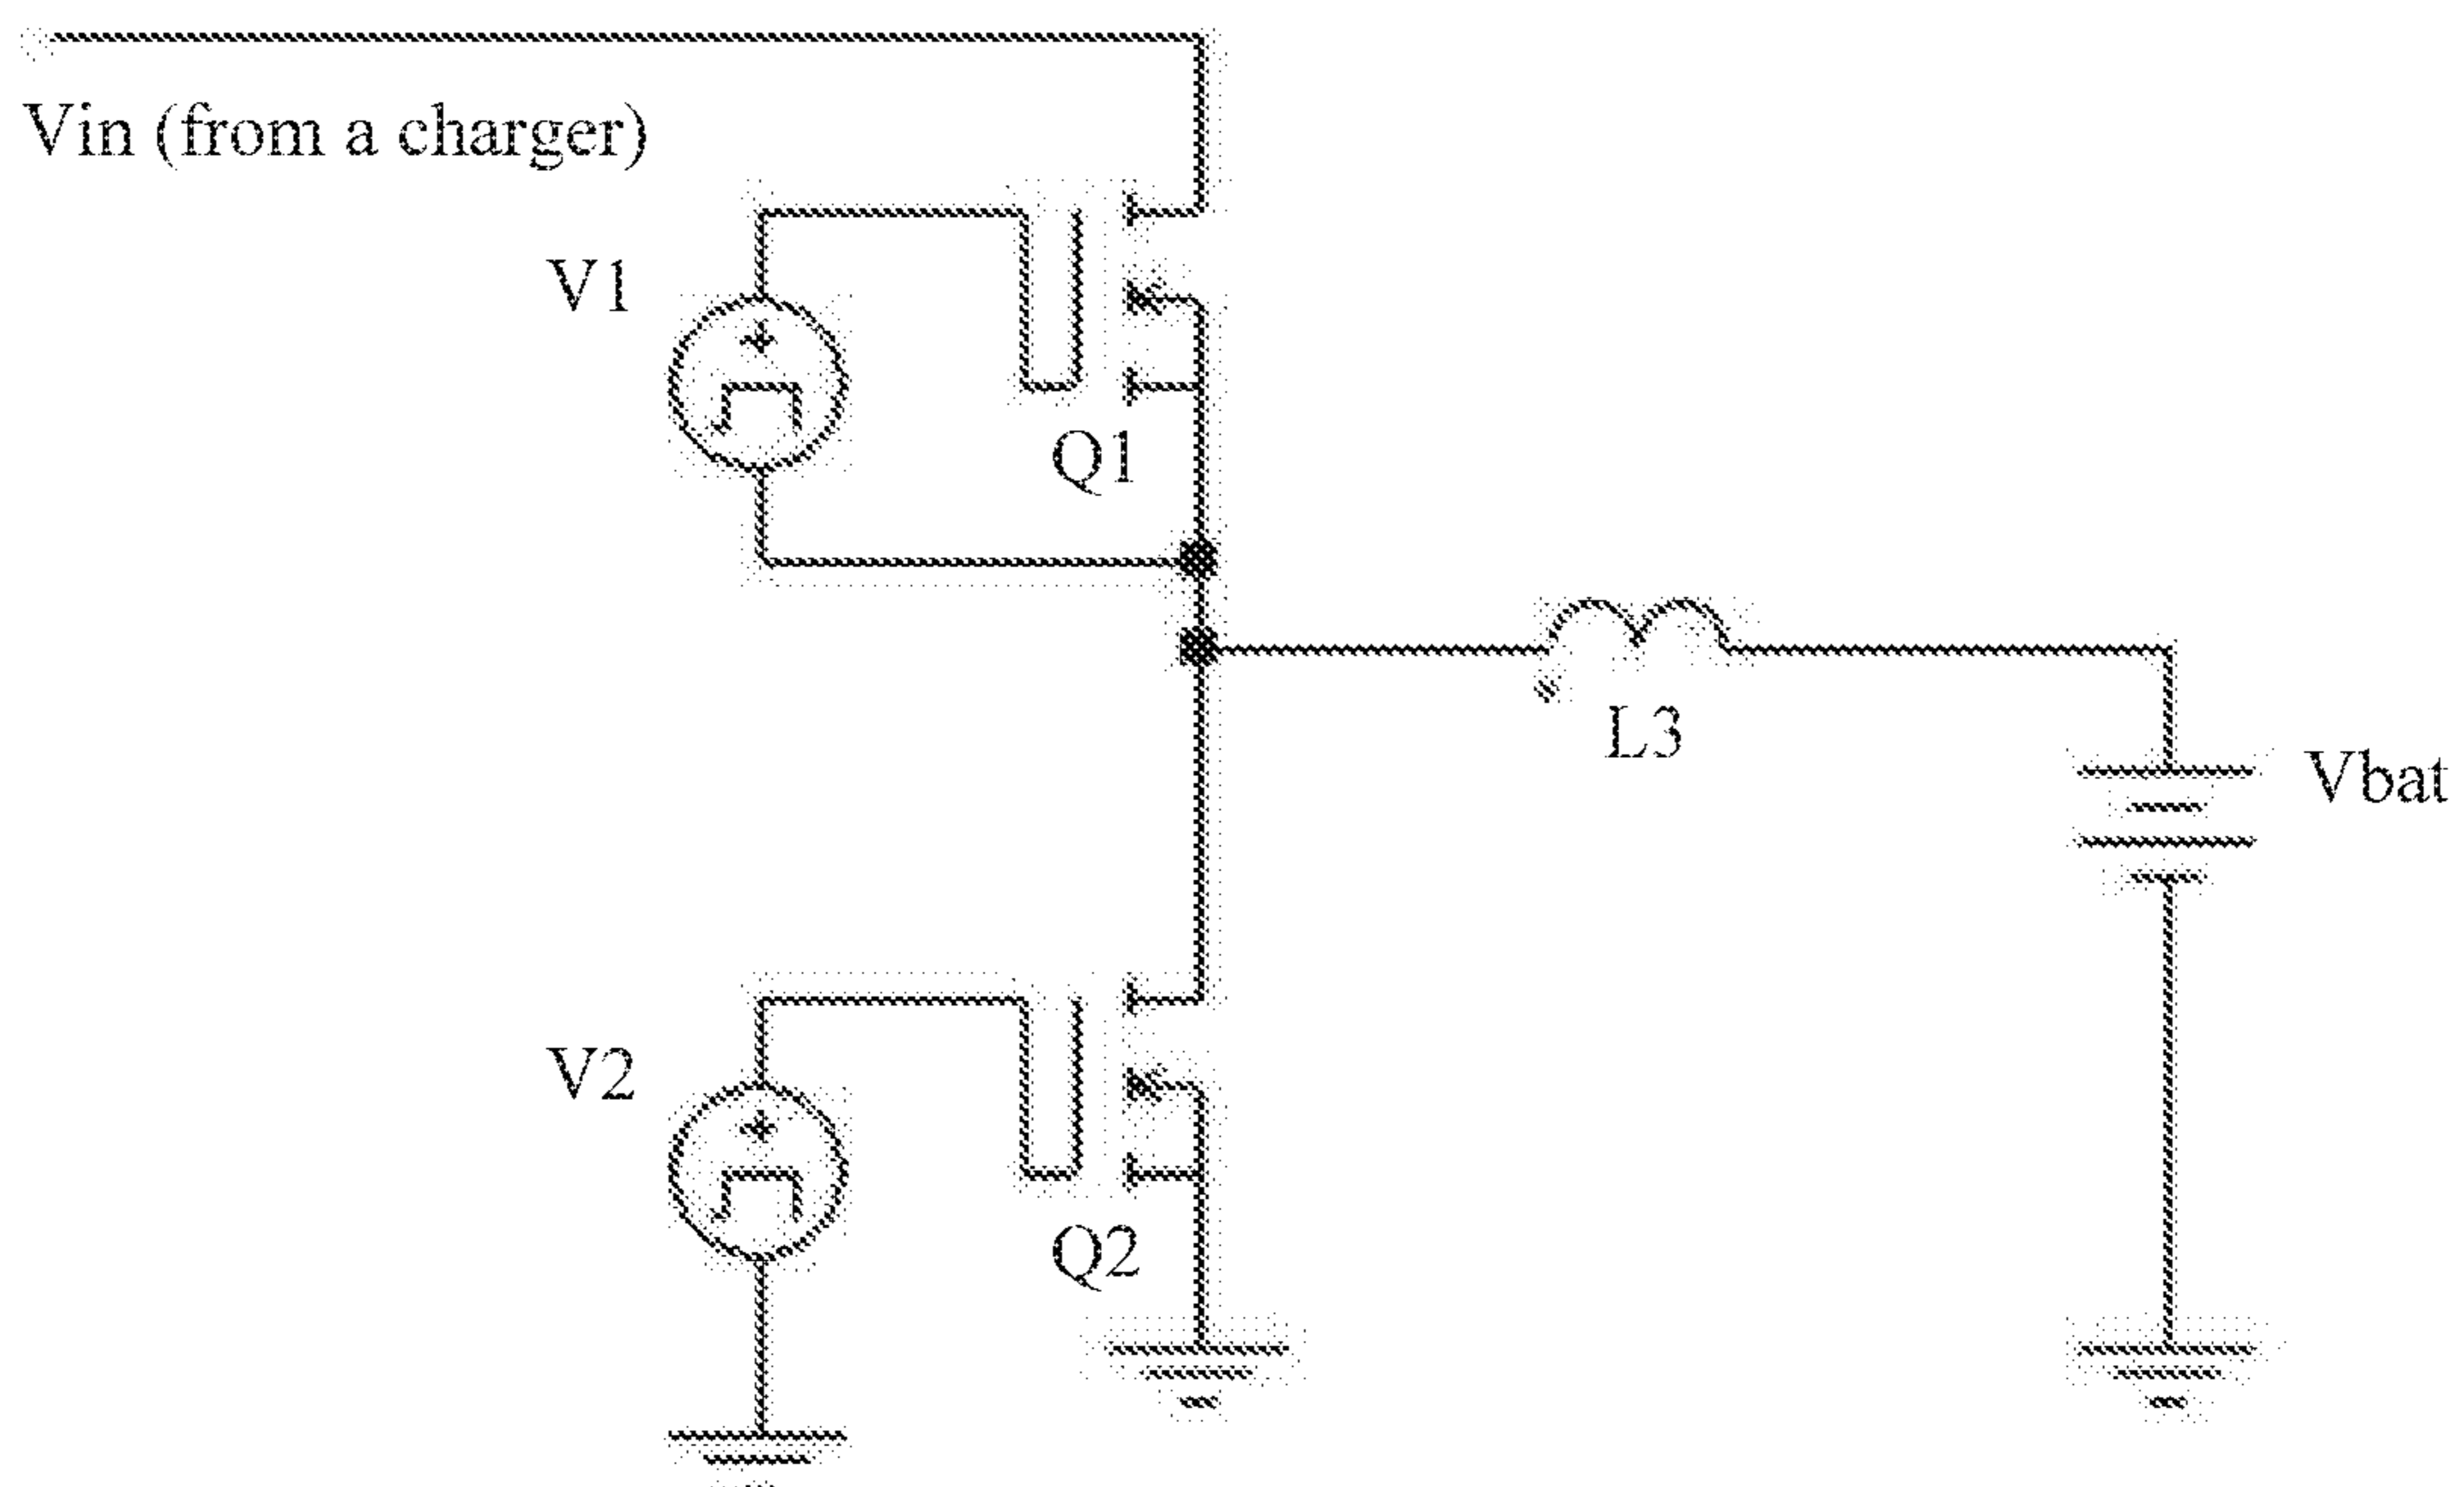 Vin (from a charger)
V1
Q1
L3
Vbat
V2
Q2